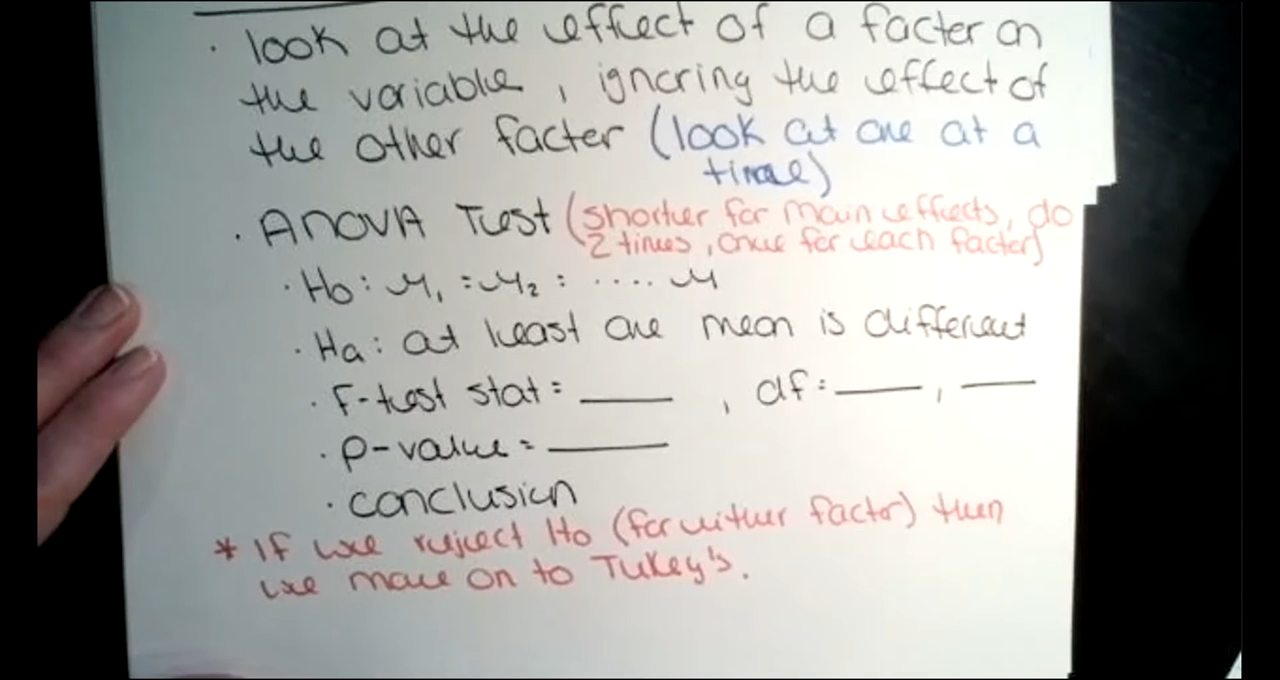 · look at the effect of a factor on
the variable, ignoring the effect of
the other factor (look at one at a
time)
· ANOVA Test (shorter for main effects, do
2 times, once for each factor)
· Ho: μ₁ = μ₂ = .... μ
· Ha: at least one mean is different
· F-test stat = ____, df = ____, ____
· p-value = ____
· conclusion
* If we reject Ho (for either factor) then
we move on to Tukey's.